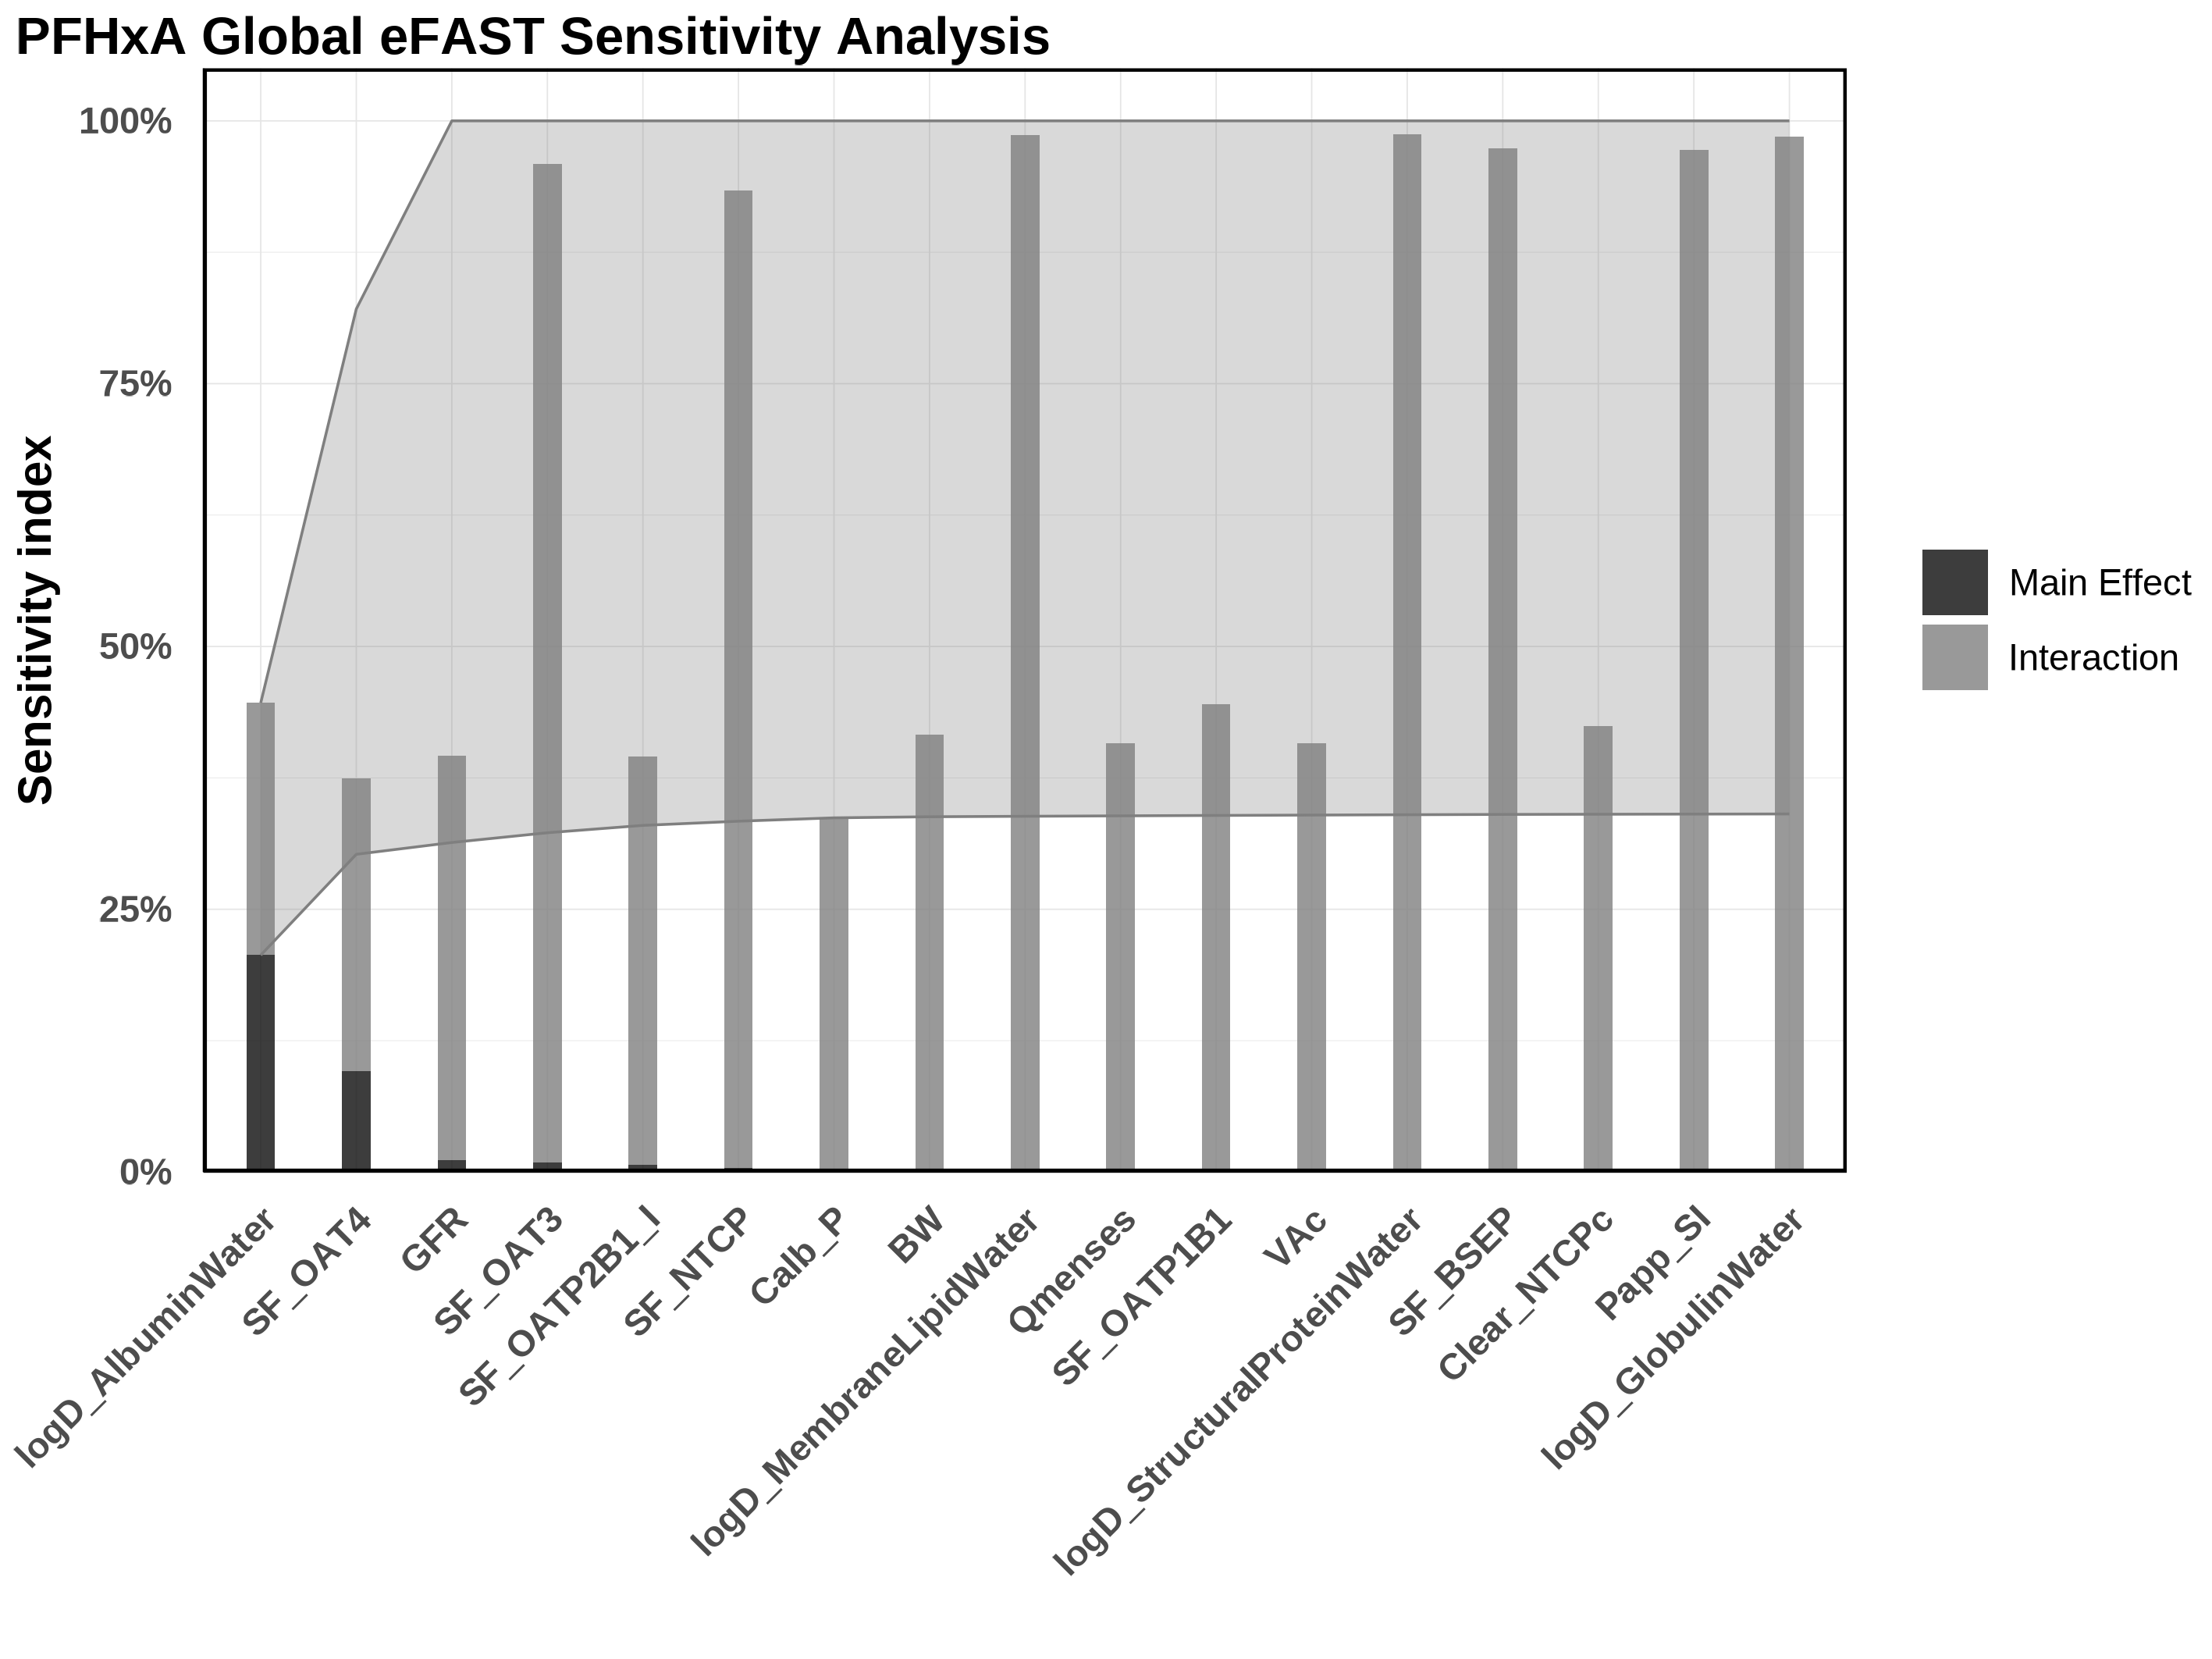 PFHxA Global eFAST Sensitivity Analysis
Sensitivity index
100%
75%
50%
25%
0%
logD_AlbuminWater
SF_OAT4
GFR
SF_OAT3
SF_OATP2B1_I
SF_NTCP
Calb_P
BW
logD_MembraneLipidWater
Qmenses
SF_OATP1B1
VAc
logD_StructuralProteinWater
SF_BSEP
Clear_NTCPc
Papp_SI
logD_GlobulinWater
Main Effect
Interaction